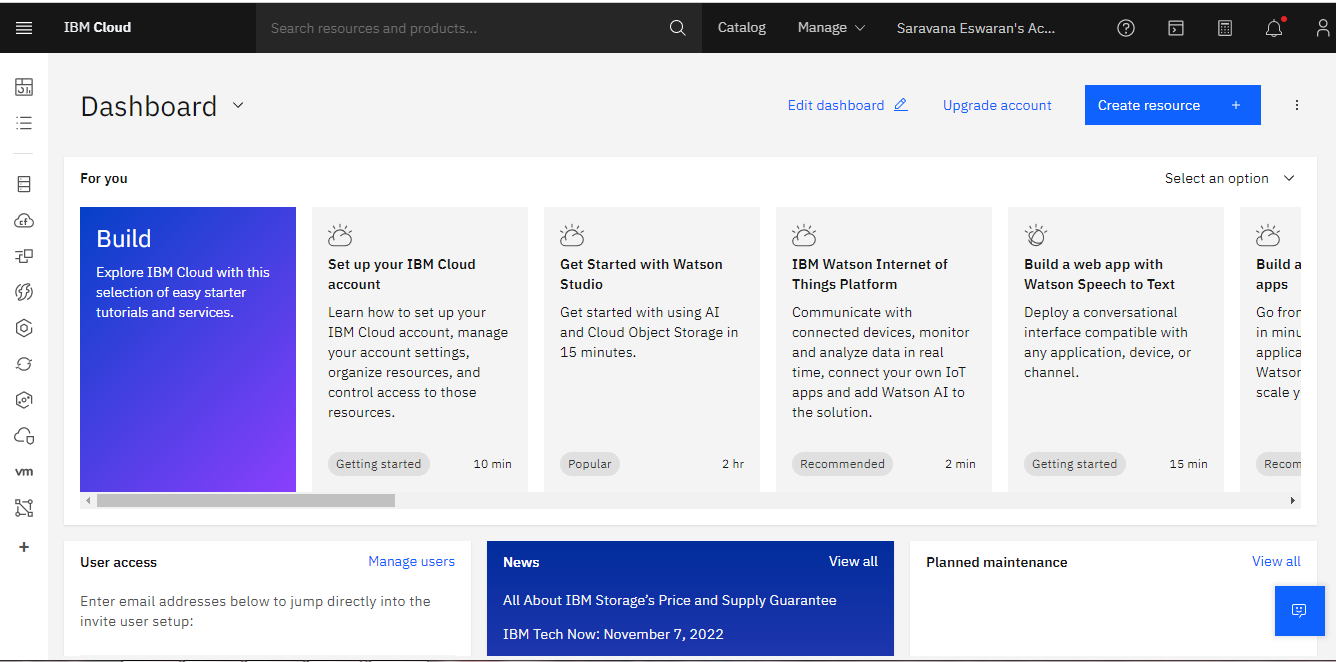 IBM Cloud
Search resources and products...
Catalog
Manage
Saravana Eswaran's Ac...
Dashboard
Edit dashboard
Upgrade account
Create resource +
For you
Select an option
Build
Explore IBM Cloud with this
selection of easy starter
tutorials and services.
Set up your IBM Cloud
account
Learn how to set up your
IBM Cloud account, manage
your account settings,
organize resources, and
control access to those
resources.
Getting started
10 min
Get Started with Watson
Studio
Get started with using AI
and Cloud Object Storage in
15 minutes.
Popular
2 hr
IBM Watson Internet of
Things Platform
Communicate with
connected devices, monitor
and analyze data in real
time, connect your own IoT
apps and add Watson AI to
the solution.
Recommended
2 min
Build a web app with
Watson Speech to Text
Deploy a conversational
interface compatible with
any application, device, or
channel.
Getting started
15 min
Build a
apps
Go fron
in minu
applica
Watson
scale y
Recom
cf
vm
User access
Manage users
Enter email addresses below to jump directly into the
invite user setup:
News
View all
All About IBM Storage’s Price and Supply Guarantee
IBM Tech Now: November 7, 2022
Planned maintenance
View all